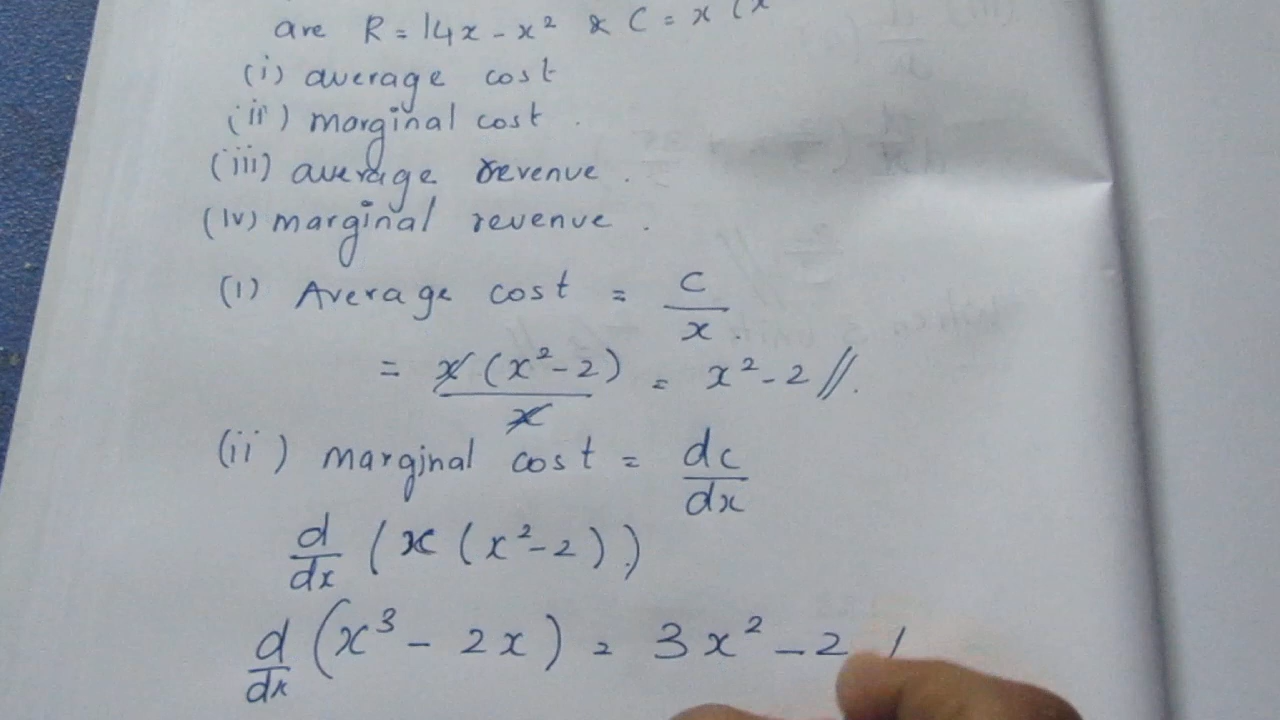 are R = 14x - x² & C = x (x
(i) average cost
(ii) marginal cost .
(iii) average revenue .
(iv) marginal revenue .
(i) Average cost = C/x .
= x (x² - 2)/x = x² - 2 //.
(ii) marginal cost = dc/dx
d/dx (x (x² - 2))
d/dx (x³ - 2x) = 3x² - 2 /